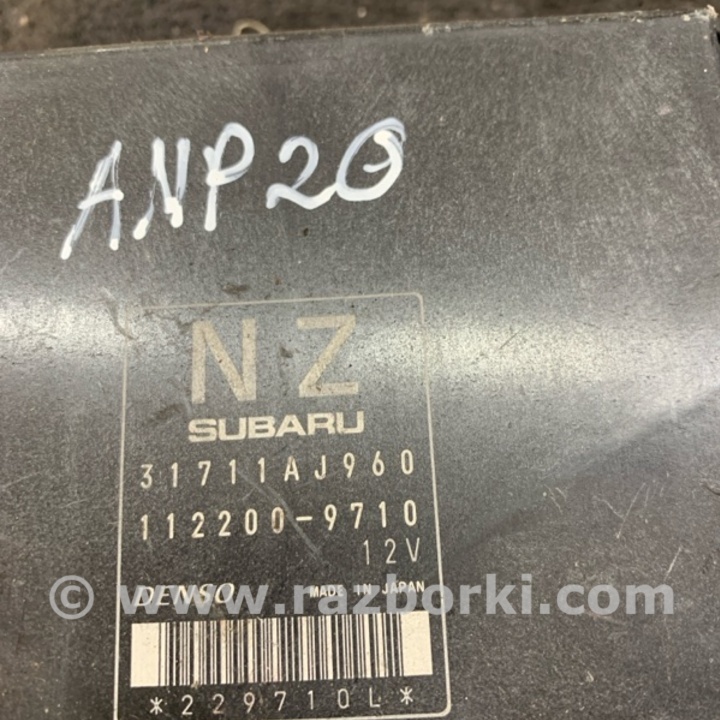 ANP20
NZ
SUBARU
31711AJ960
112200-9710
12V
DENSO MADE IN JAPAN
© www.razborki.com
*229710L*